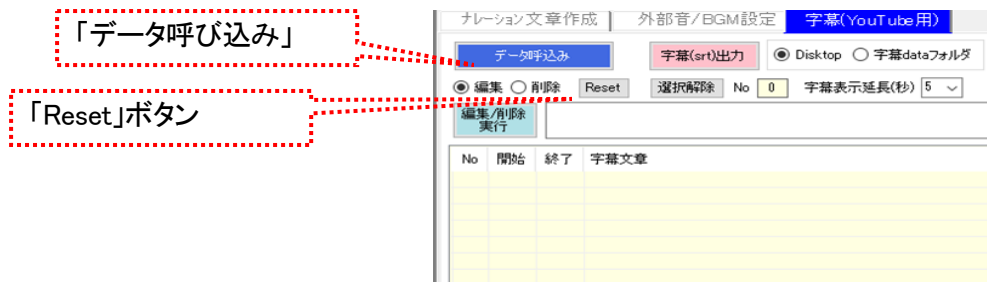 「データ呼び込み」
「Reset」ボタン
ナレーション文章作成 外部音/BGM設定 字幕(YouTube用)
データ呼込み 字幕(srt)出力 Disktop 字幕dataフォルダ
編集 削除 Reset 選択解除 No 0 字幕表示延長(秒) 5
編集/削除
実行
No 開始 終了 字幕文章